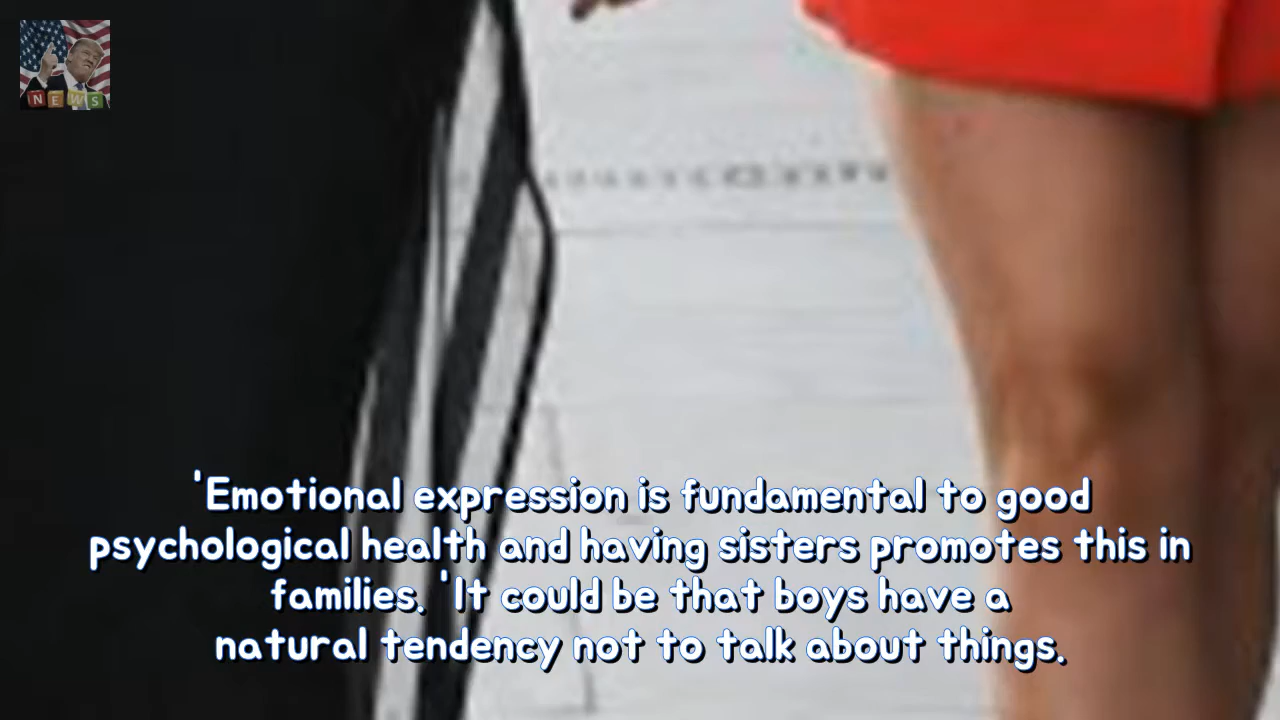 NEWS
'Emotional expression is fundamental to good
psychological health and having sisters promotes this in
families. 'It could be that boys have a
natural tendency not to talk about things.